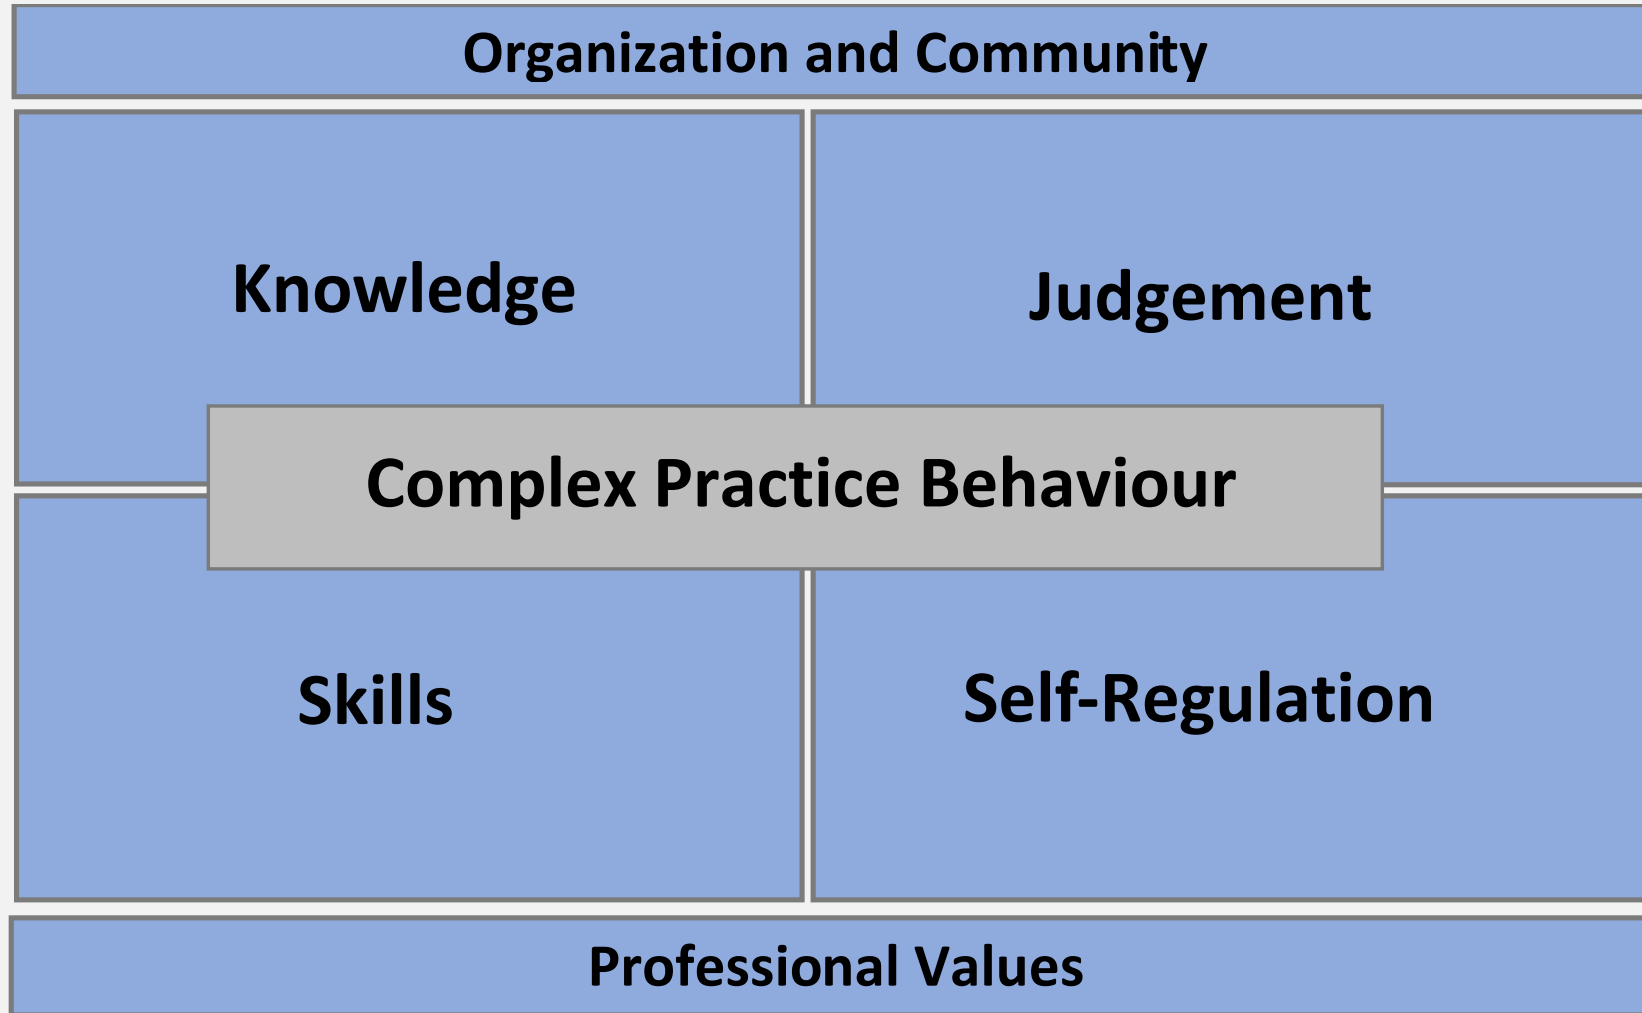 Organization and Community
Knowledge
Judgement
Complex Practice Behaviour
Skills
Self-Regulation
Professional Values